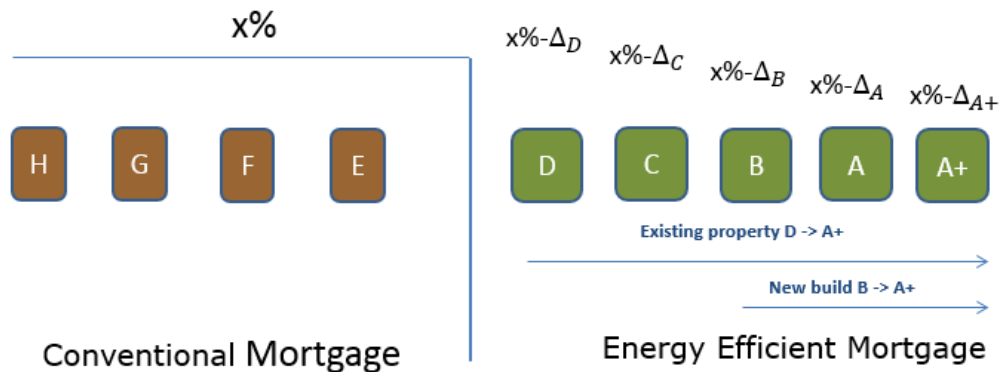 x%
x%-Δ_D
x%-Δ_C
x%-Δ_B
x%-Δ_A
x%-Δ_A+
H G F E D C B A A+
Existing property D -> A+
New build B -> A+
Conventional Mortgage
Energy Efficient Mortgage